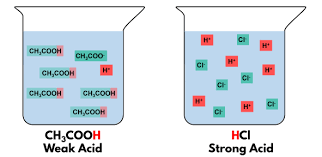 CH₃COOH
CH₃COO⁻
CH₃COOH
H⁺
CH₃COOH
CH₃COOH
CH₃COOH
CH₃COOH
CH₃COOH
Weak Acid
H⁺
Cl⁻
H⁺
Cl⁻
Cl⁻
H⁺
Cl⁻
H⁺
Cl⁻
H⁺
Cl⁻
HCl
Strong Acid